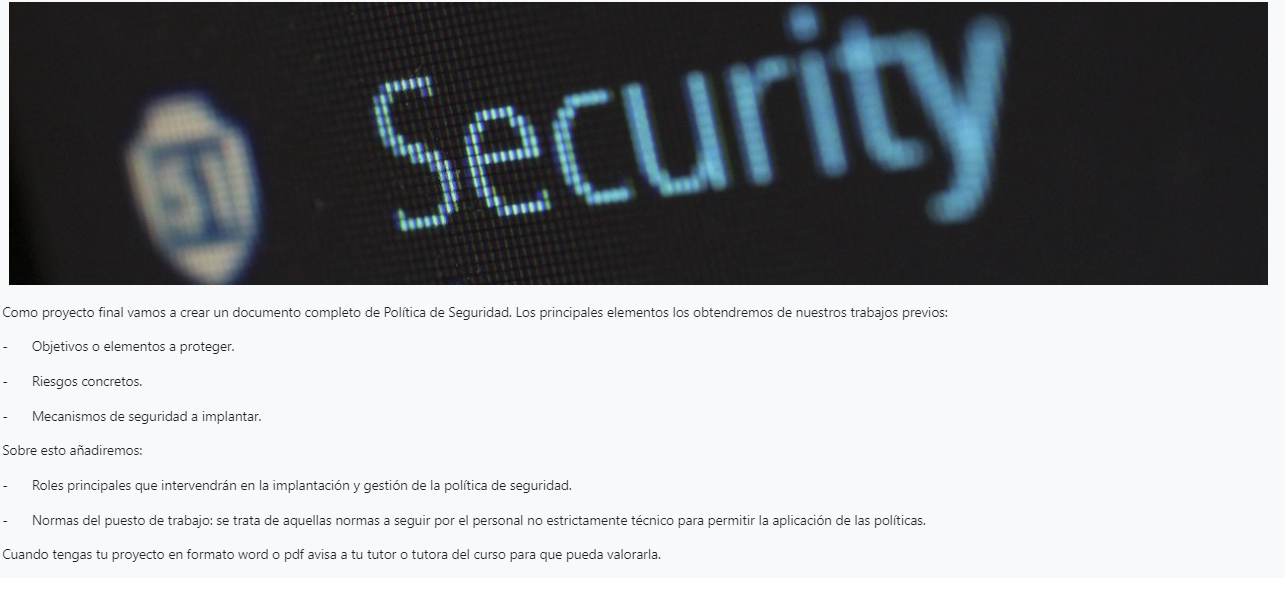 Security
Como proyecto final vamos a crear un documento completo de Política de Seguridad. Los principales elementos los obtendremos de nuestros trabajos previos:
- Objetivos o elementos a proteger.
- Riesgos concretos.
- Mecanismos de seguridad a implantar.
Sobre esto añadiremos:
- Roles principales que intervendrán en la implantación y gestión de la política de seguridad.
- Normas del puesto de trabajo: se trata de aquellas normas a seguir por el personal no estrictamente técnico para permitir la aplicación de las políticas.
Cuando tengas tu proyecto en formato word o pdf avisa a tu tutor o tutora del curso para que pueda valorarla.